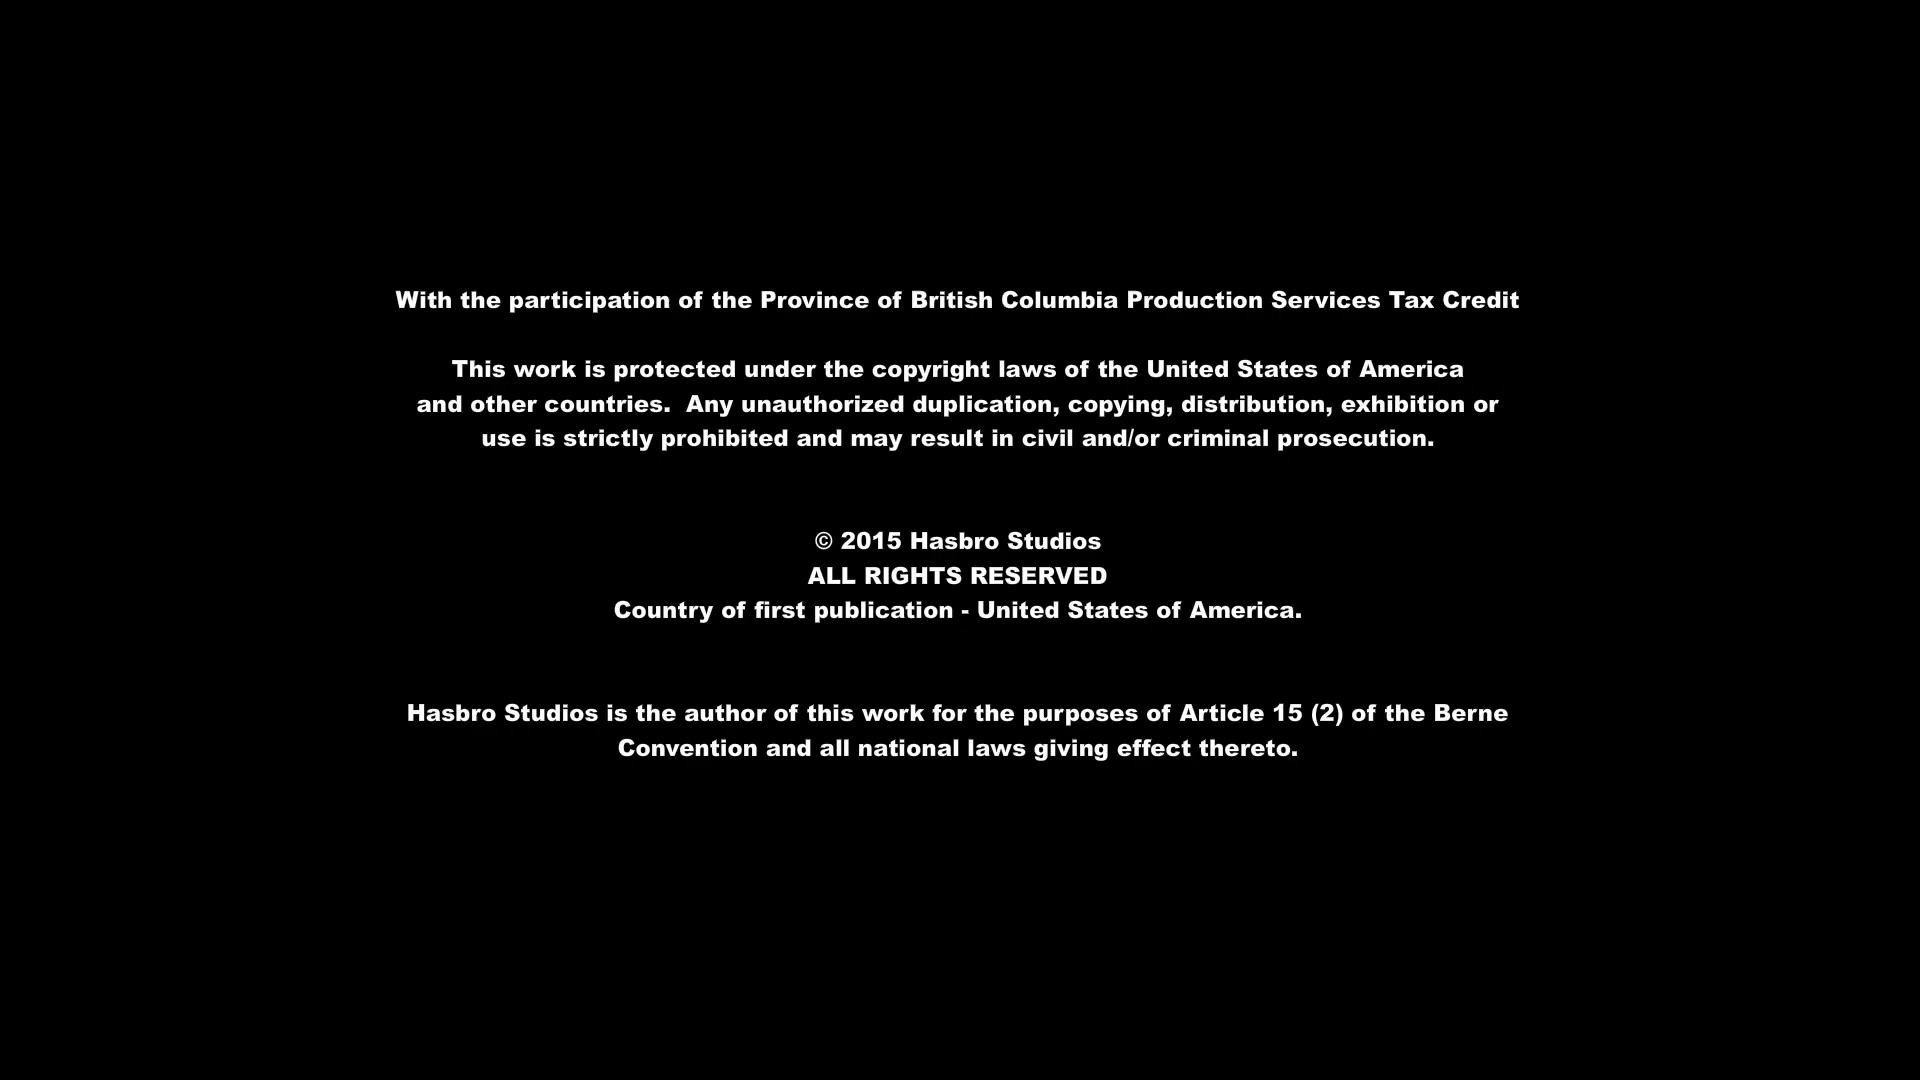 With the participation of the Province of British Columbia Production Services Tax Credit
This work is protected under the copyright laws of the United States of America
and other countries.  Any unauthorized duplication, copying, distribution, exhibition or
use is strictly prohibited and may result in civil and/or criminal prosecution.
© 2015 Hasbro Studios
ALL RIGHTS RESERVED
Country of first publication - United States of America.
Hasbro Studios is the author of this work for the purposes of Article 15 (2) of the Berne
Convention and all national laws giving effect thereto.